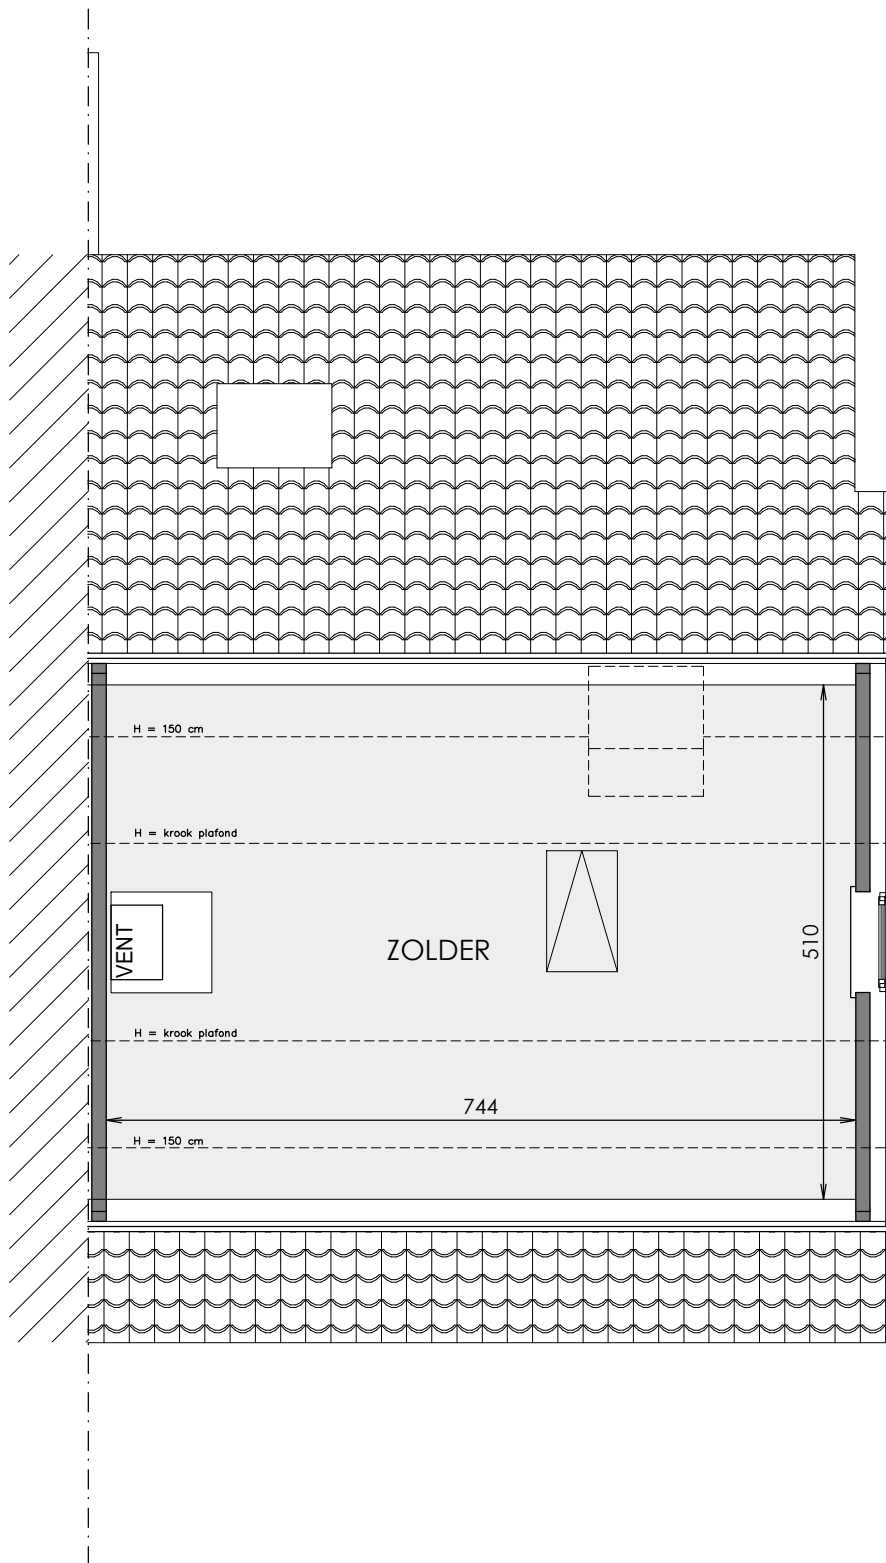 H = 150 cm
H = krook plafond
VENT
ZOLDER
510
H = krook plafond
744
H = 150 cm